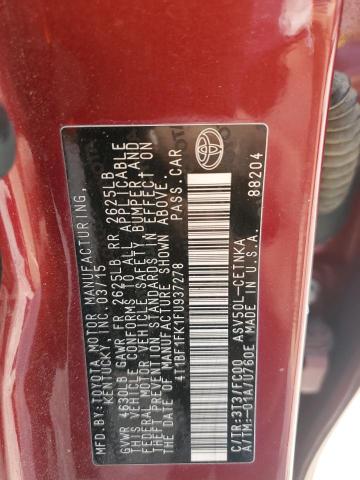 MFD.BY:TOYOTA MOTOR MANUFACTURING,
KENTUCKY, INC. 03/15
GVWR 4630LB GAWR FR 2625LB RR 2625LB
THIS VEHICLE CONFORMS TO ALL APPLICABLE
FEDERAL MOTOR VEHICLE SAFETY, BUMPER, AND
THEFT PREVENTION STANDARDS IN EFFECT ON
THE DATE OF MANUFACTURE SHOWN ABOVE.
4T1BF1FK1FU937278 PASS.CAR
TOYOTA
C/TR:3T3/FC00 ASV50L-CETNKA
A/TM:-01A/U760E MADE IN U.S.A. 88204